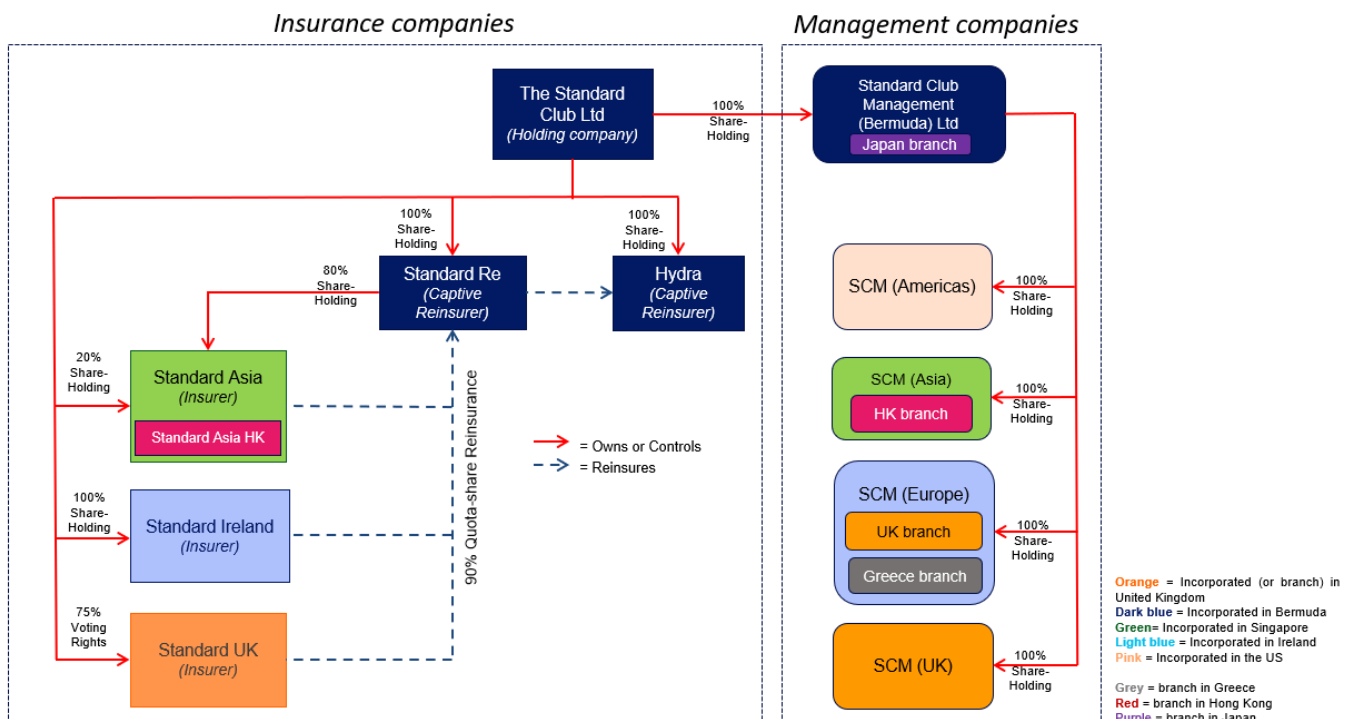 Insurance companies
Management companies
The Standard
Club Ltd
(Holding company)
100%
Share-
Holding
Standard Club
Management
(Bermuda) Ltd
Japan branch
100%
Share-
Holding
100%
Share-
Holding
80%
Share-
Holding
Standard Re
(Captive
Reinsurer)
Hydra
(Captive
Reinsurer)
SCM (Americas)
100%
Share-
Holding
20%
Share-
Holding
Standard Asia
(Insurer)
Standard Asia HK
SCM (Asia)
HK branch
100%
Share-
Holding
90% Quota-share Reinsurance
= Owns or Controls
= Reinsures
100%
Share-
Holding
Standard Ireland
(Insurer)
SCM (Europe)
UK branch
Greece branch
100%
Share-
Holding
75%
Voting
Rights
Standard UK
(Insurer)
SCM (UK)
100%
Share-
Holding
Orange = Incorporated (or branch) in
United Kingdom
Dark blue = Incorporated in Bermuda
Green= Incorporated in Singapore
Light blue = Incorporated in Ireland
Pink = Incorporated in the US
Grey = branch in Greece
Red = branch in Hong Kong
Purple = branch in Japan